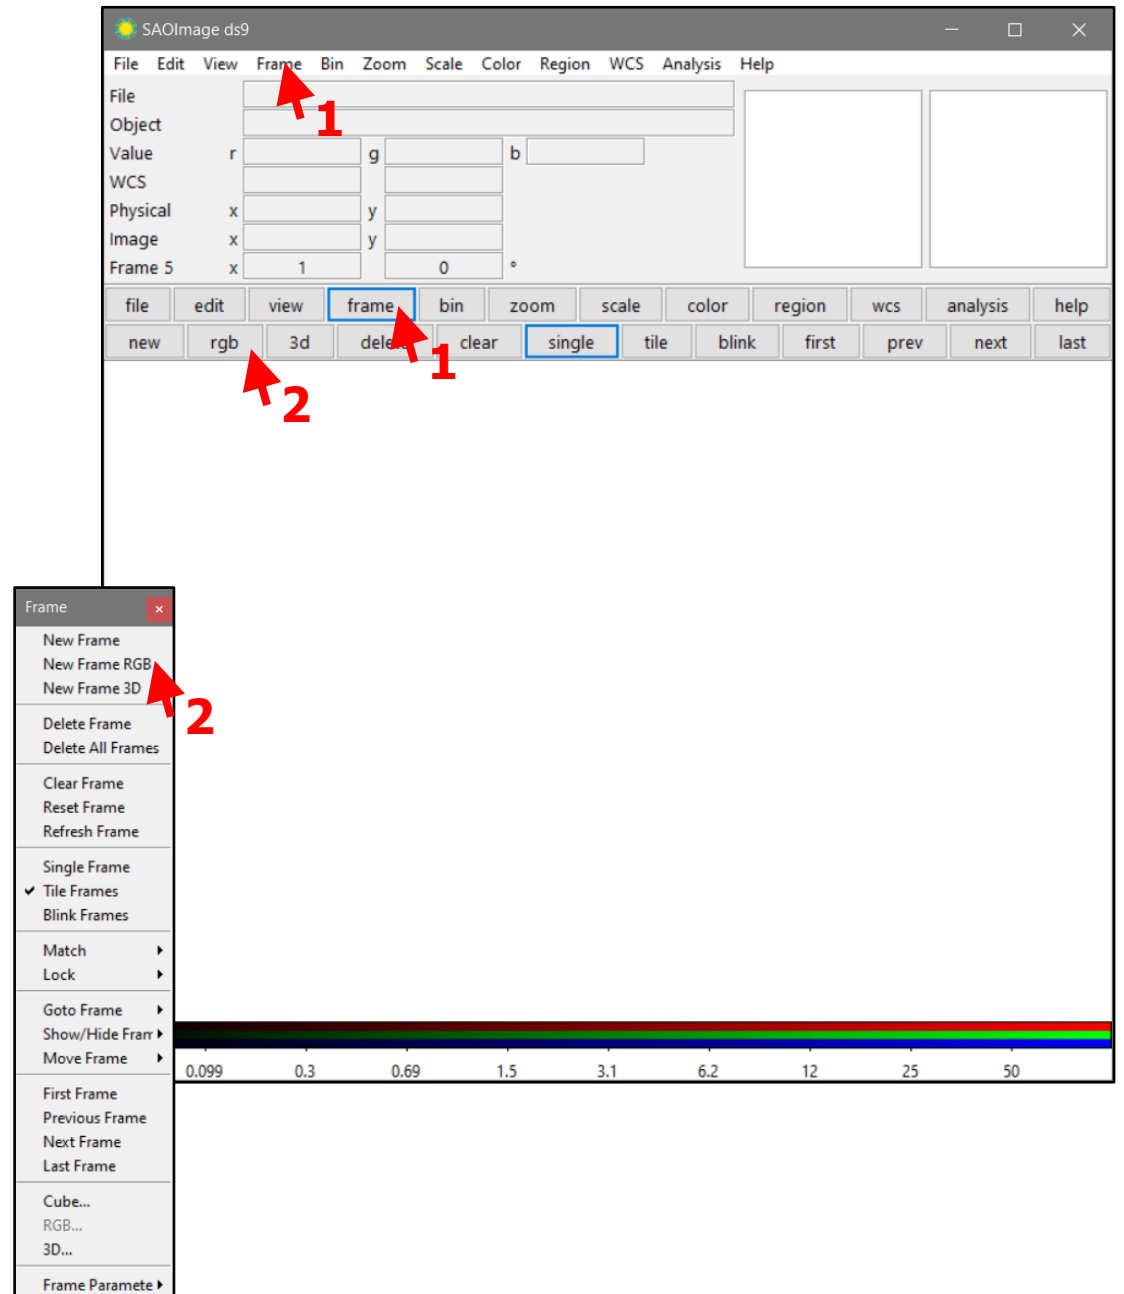 SAOImage ds9
File Edit View Frame Bin Zoom Scale Color Region WCS Analysis Help
File
1
Object
Value r g b
WCS
Physical x y
Image x y
Frame 5 x 1 0 °
file edit view frame bin zoom scale color region wcs analysis help
new rgb 3d delete clear single tile blink first prev next last
1
2
Frame
New Frame
New Frame RGB
New Frame 3D
2
Delete Frame
Delete All Frames
Clear Frame
Reset Frame
Refresh Frame
Single Frame
Tile Frames
Blink Frames
Match
Lock
Goto Frame
Show/Hide Fram
Move Frame
0.099 0.3 0.69 1.5 3.1 6.2 12 25 50
First Frame
Previous Frame
Next Frame
Last Frame
Cube...
RGB...
3D...
Frame Paramete